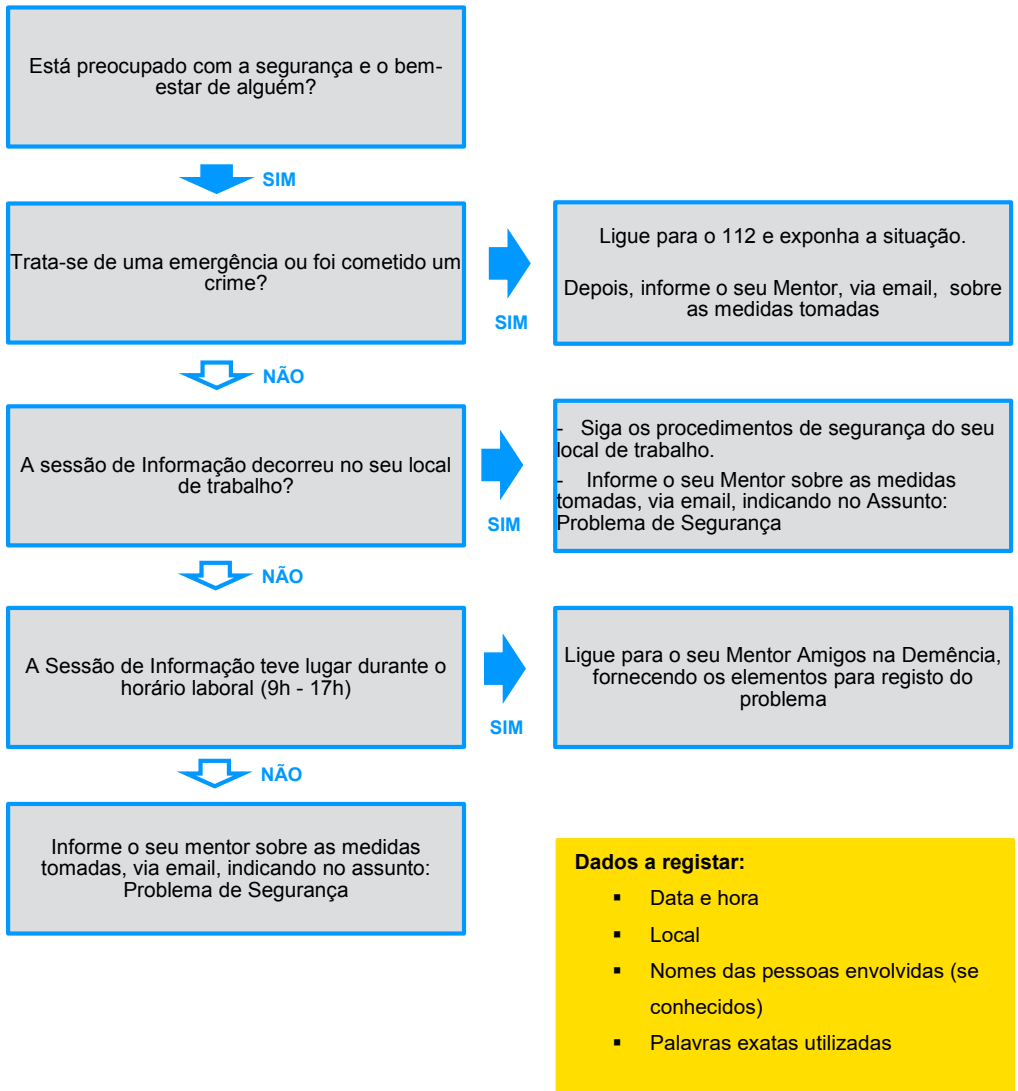 Está preocupado com a segurança e o bem-
estar de alguém?
SIM
Trata-se de uma emergência ou foi cometido um
crime?
SIM
Ligue para o 112 e exponha a situação.
Depois, informe o seu Mentor, via email,  sobre
as medidas tomadas
NÃO
A sessão de Informação decorreu no seu local
de trabalho?
SIM
-   Siga os procedimentos de segurança do seu
local de trabalho.
-    Informe o seu Mentor sobre as medidas
tomadas, via email, indicando no Assunto:
Problema de Segurança
NÃO
A Sessão de Informação teve lugar durante o
horário laboral (9h - 17h)
SIM
Ligue para o seu Mentor Amigos na Demência,
fornecendo os elementos para registo do
problema
NÃO
Informe o seu mentor sobre as medidas
tomadas, via email, indicando no assunto:
Problema de Segurança
Dados a registar:
▪ Data e hora
▪ Local
▪ Nomes das pessoas envolvidas (se
conhecidos)
▪ Palavras exatas utilizadas